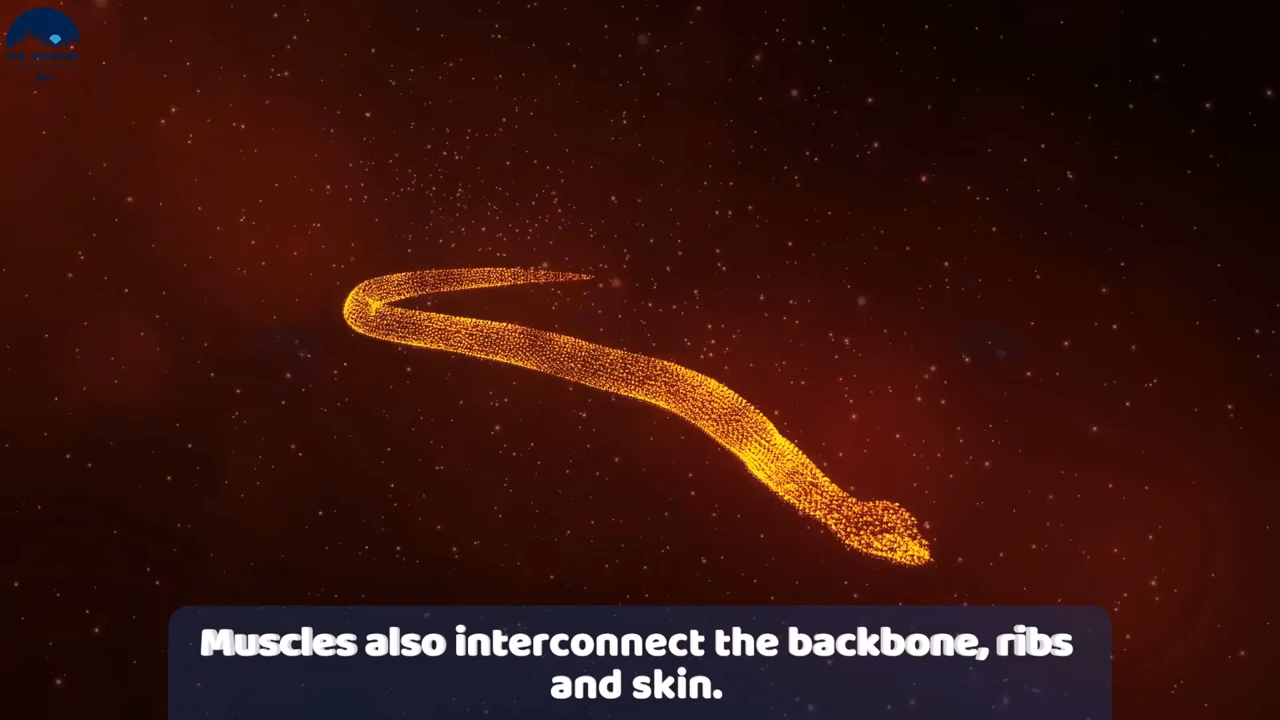 Muscles also interconnect the backbone, ribs
and skin.